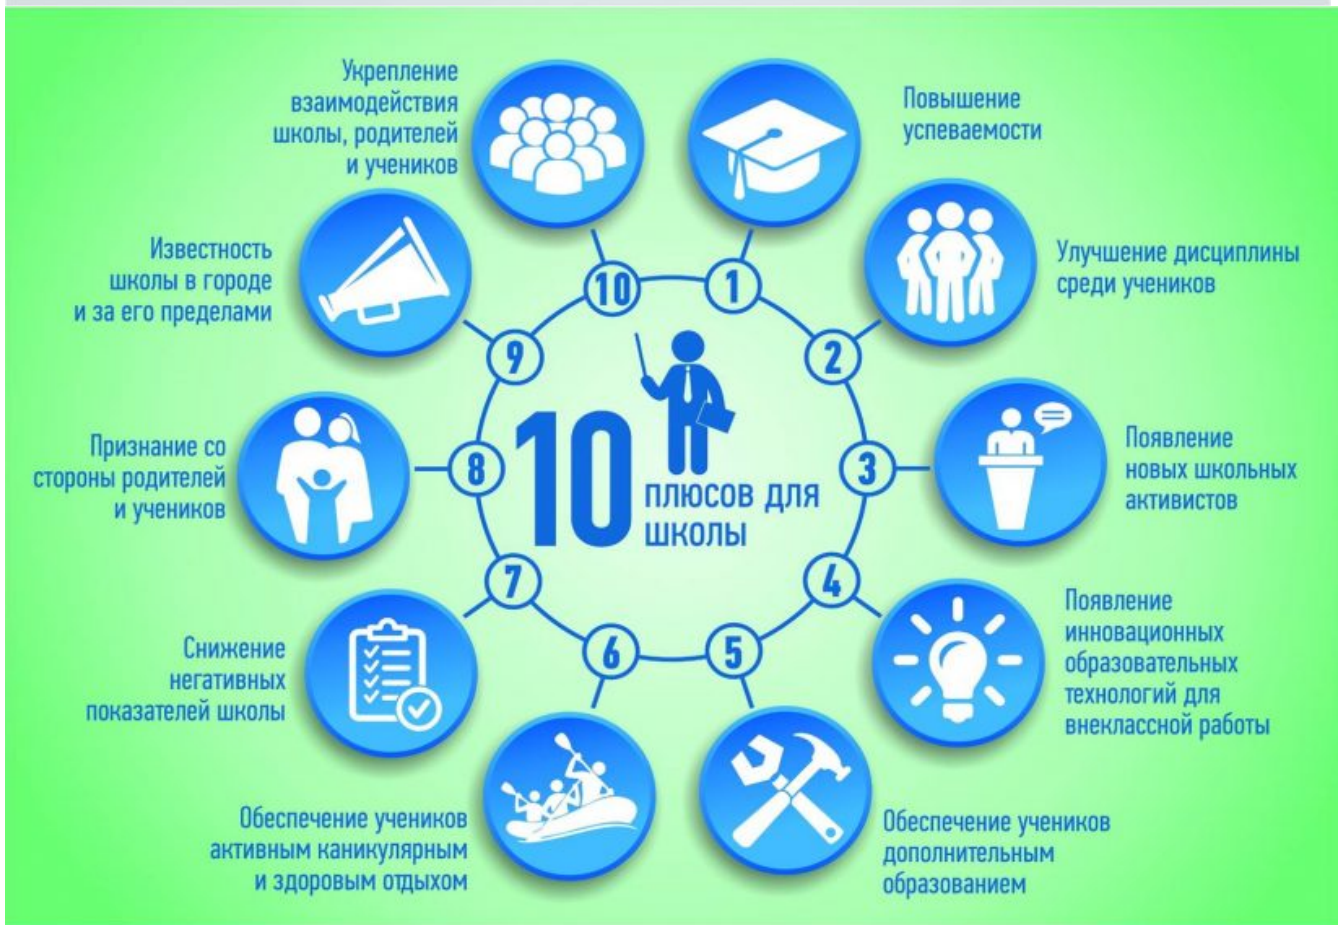 10
ПЛЮСОВ ДЛЯ
ШКОЛЫ
1
Повышение
успеваемости
2
Улучшение дисциплины
среди учеников
3
Появление
новых школьных
активистов
4
Появление
инновационных
образовательных
технологий для
внеклассной работы
5
Обеспечение учеников
дополнительным
образованием
6
Обеспечение учеников
активным каникулярным
и здоровым отдыхом
7
Снижение
негативных
показателей школы
8
Признание со
стороны родителей
и учеников
9
Известность
школы в городе
и за его пределами
10
Укрепление
взаимодействия
школы, родителей
и учеников